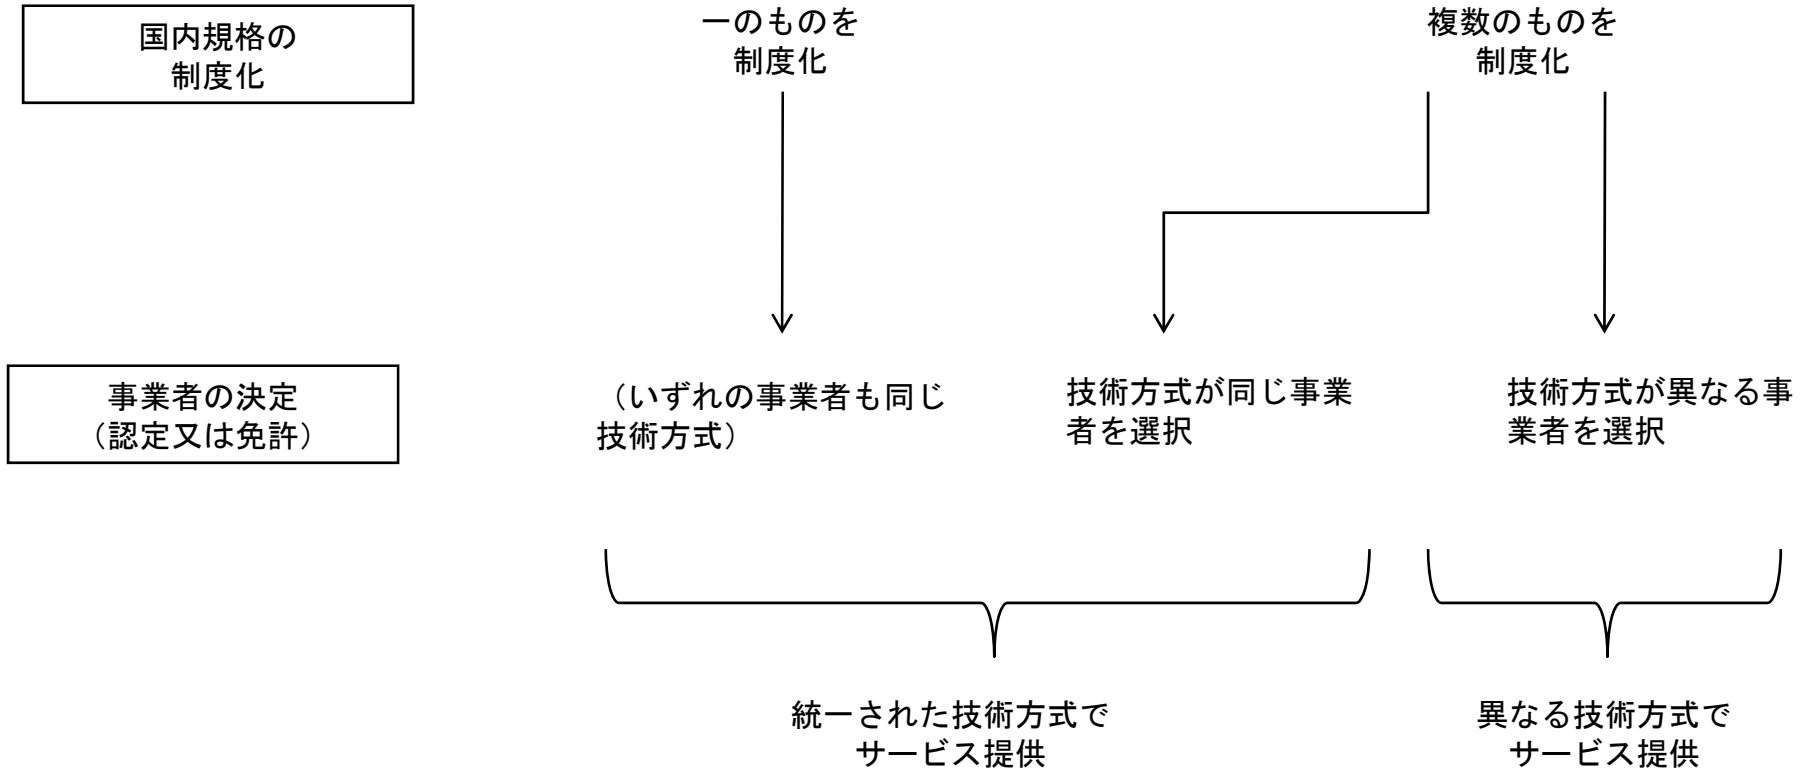 国内規格の
制度化
一のものを
制度化
複数のものを
制度化
事業者の決定
（認定又は免許）
（いずれの事業者も同じ
技術方式）
技術方式が同じ事業
者を選択
技術方式が異なる事
業者を選択
統一された技術方式で
サービス提供
異なる技術方式で
サービス提供